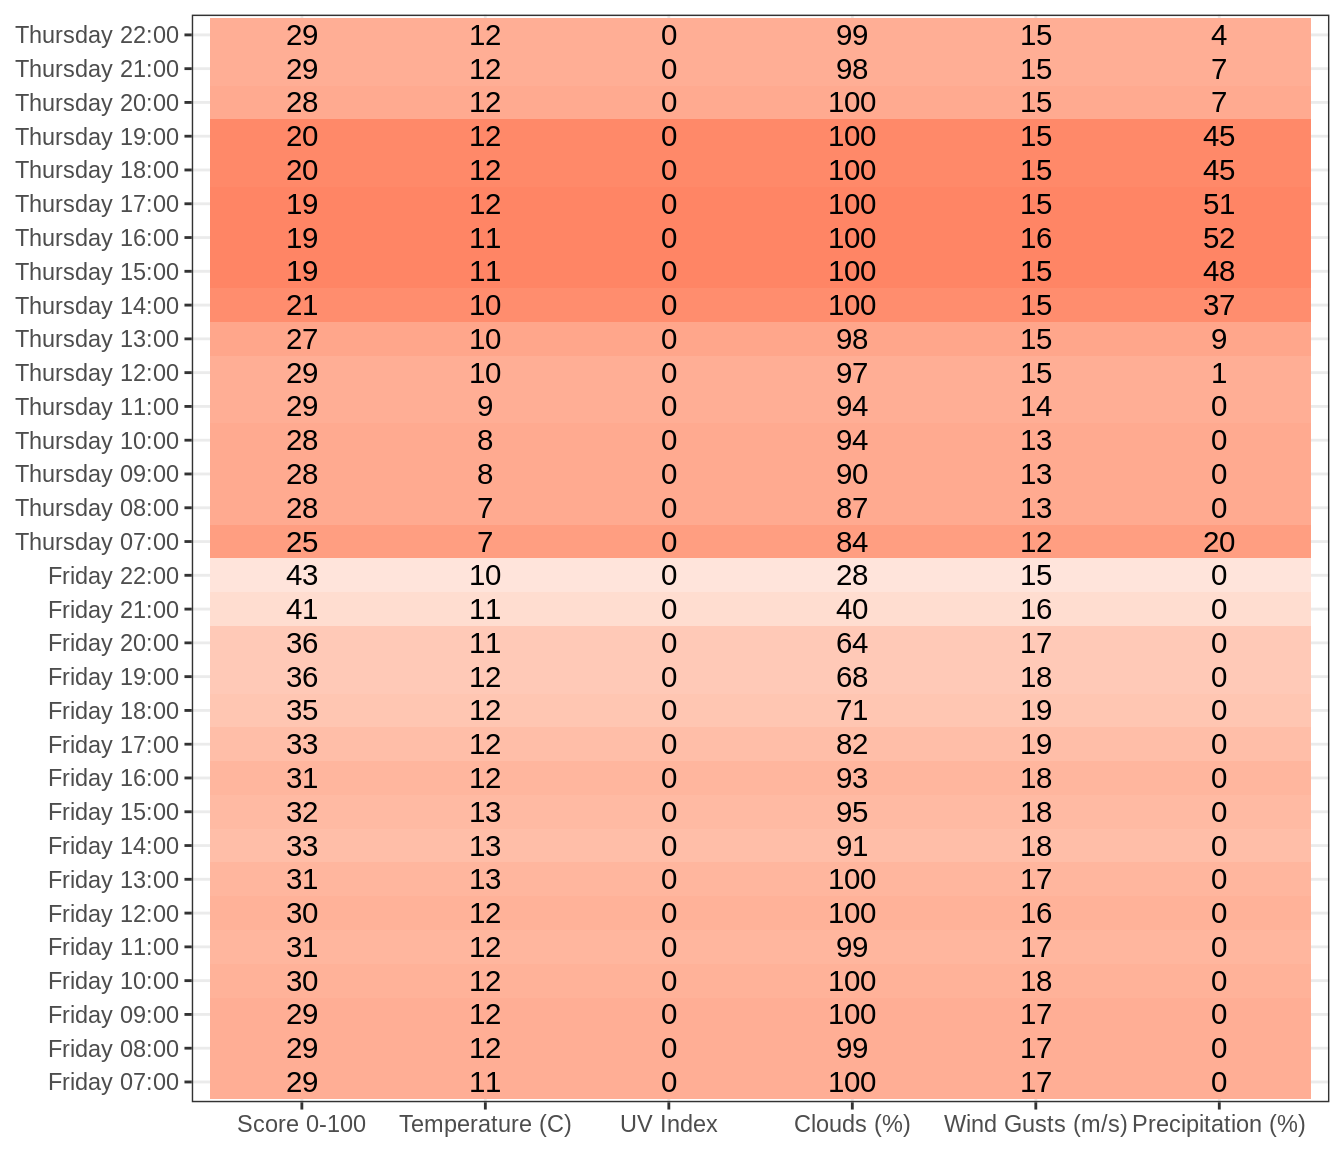 Thursday 22:00 29 12 0 99 15 4
Thursday 21:00 29 12 0 98 15 7
Thursday 20:00 28 12 0 100 15 7
Thursday 19:00 20 12 0 100 15 45
Thursday 18:00 20 12 0 100 15 45
Thursday 17:00 19 12 0 100 15 51
Thursday 16:00 19 11 0 100 16 52
Thursday 15:00 19 11 0 100 15 48
Thursday 14:00 21 10 0 100 15 37
Thursday 13:00 27 10 0 98 15 9
Thursday 12:00 29 10 0 97 15 1
Thursday 11:00 29 9 0 94 14 0
Thursday 10:00 28 8 0 94 13 0
Thursday 09:00 28 8 0 90 13 0
Thursday 08:00 28 7 0 87 13 0
Thursday 07:00 25 7 0 84 12 20
Friday 22:00 43 10 0 28 15 0
Friday 21:00 41 11 0 40 16 0
Friday 20:00 36 11 0 64 17 0
Friday 19:00 36 12 0 68 18 0
Friday 18:00 35 12 0 71 19 0
Friday 17:00 33 12 0 82 19 0
Friday 16:00 31 12 0 93 18 0
Friday 15:00 32 13 0 95 18 0
Friday 14:00 33 13 0 91 18 0
Friday 13:00 31 13 0 100 17 0
Friday 12:00 30 12 0 100 16 0
Friday 11:00 31 12 0 99 17 0
Friday 10:00 30 12 0 100 18 0
Friday 09:00 29 12 0 100 17 0
Friday 08:00 29 12 0 99 17 0
Friday 07:00 29 11 0 100 17 0
Score 0-100 Temperature (C) UV Index Clouds (%) Wind Gusts (m/s) Precipitation (%)